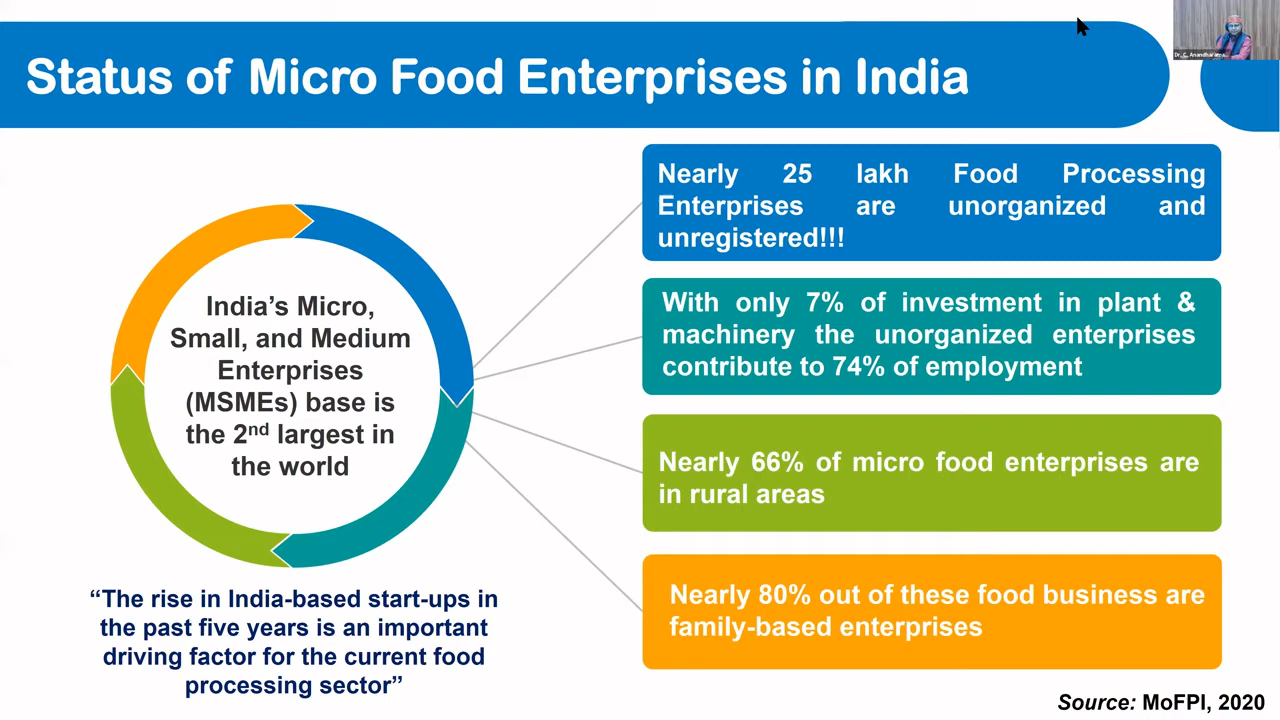 Status of Micro Food Enterprises in India
India’s Micro,
Small, and Medium
Enterprises
(MSMEs) base is
the 2nd largest in
the world
“The rise in India-based start-ups in
the past five years is an important
driving factor for the current food
processing sector”
Nearly 25 lakh Food Processing
Enterprises are unorganized and
unregistered!!!
With only 7% of investment in plant &
machinery the unorganized enterprises
contribute to 74% of employment
Nearly 66% of micro food enterprises are
in rural areas
Nearly 80% out of these food business are
family-based enterprises
Source: MoFPI, 2020
Dr. C.